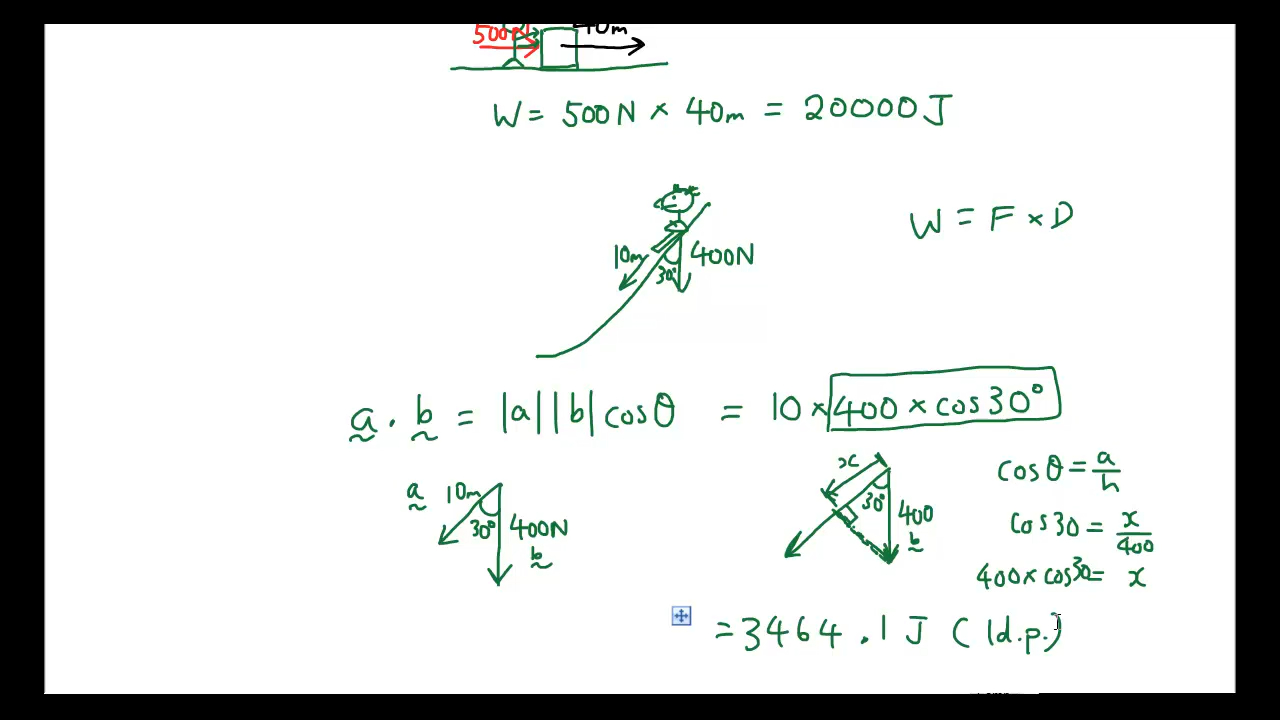 500N 40m
W = 500N × 40m = 20000J
W = F × D
10m 30° 400N
a · b = |a||b|cosθ = 10 × 400 × cos30°
a 10m 30° 400N b
x 30° 400 b
cosθ = a/h
cos30 = x/400
400 × cos30 = x
= 3464.1 J (1d.p.)